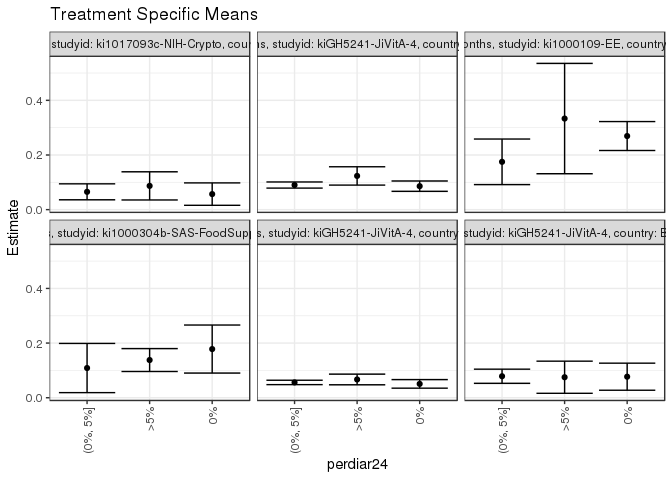 Treatment Specific Means
studyid: ki1017093c-NIH-Crypto,
studyid: kiGH5241-JiVitA-4, country
studyid: ki1000109-EE, country
0.4
0.2
0.0
studyid: ki1000304b-SAS-FoodSupp
studyid: kiGH5241-JiVitA-4, country
studyid: kiGH5241-JiVitA-4, country:
0.4
0.2
0.0
Estimate
(0%, 5%]
>5%
0%
(0%, 5%]
>5%
0%
(0%, 5%]
>5%
0%
perdiar24